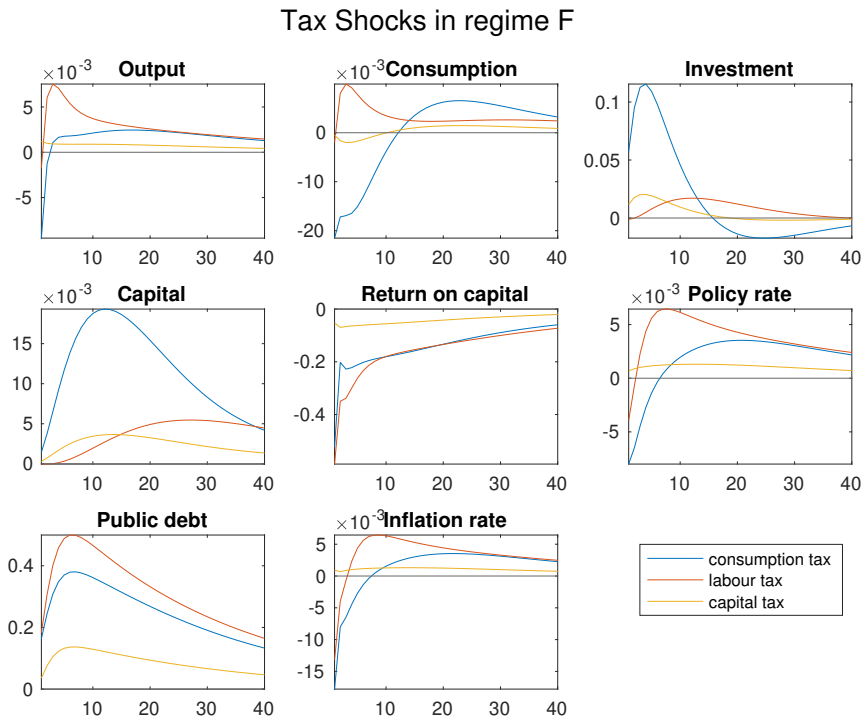 Tax Shocks in regime F
×10⁻³
Output
5
0
-5
10 20 30 40
×10⁻³
Consumption
0
-10
-20
10 20 30 40
Investment
0.1
0.05
0
10 20 30 40
×10⁻³
Capital
15
10
5
0
10 20 30 40
Return on capital
0
-0.2
-0.4
10 20 30 40
×10⁻³
Policy rate
5
0
-5
10 20 30 40
Public debt
0.4
0.2
0
10 20 30 40
×10⁻³
Inflation rate
5
0
-5
-10
-15
10 20 30 40
consumption tax
labour tax
capital tax